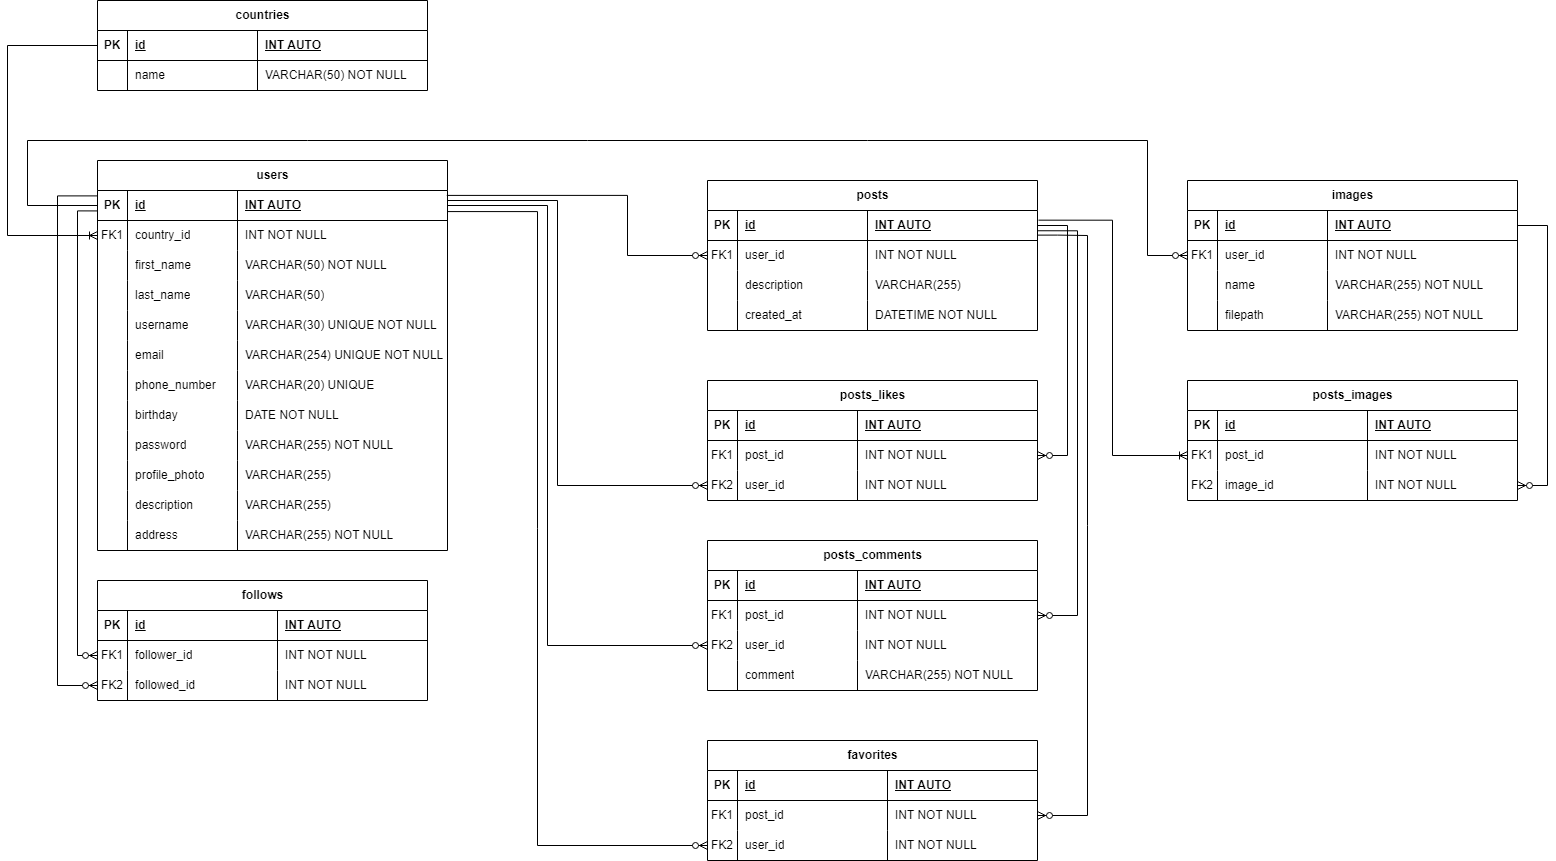 countries
PK id INT AUTO
name VARCHAR(50) NOT NULL
users
PK id INT AUTO
FK1 country_id INT NOT NULL
first_name VARCHAR(50) NOT NULL
last_name VARCHAR(50)
username VARCHAR(30) UNIQUE NOT NULL
email VARCHAR(254) UNIQUE NOT NULL
phone_number VARCHAR(20) UNIQUE
birthday DATE NOT NULL
password VARCHAR(255) NOT NULL
profile_photo VARCHAR(255)
description VARCHAR(255)
address VARCHAR(255) NOT NULL
follows
PK id INT AUTO
FK1 follower_id INT NOT NULL
FK2 followed_id INT NOT NULL
posts
PK id INT AUTO
FK1 user_id INT NOT NULL
description VARCHAR(255)
created_at DATETIME NOT NULL
posts_likes
PK id INT AUTO
FK1 post_id INT NOT NULL
FK2 user_id INT NOT NULL
posts_comments
PK id INT AUTO
FK1 post_id INT NOT NULL
FK2 user_id INT NOT NULL
comment VARCHAR(255) NOT NULL
favorites
PK id INT AUTO
FK1 post_id INT NOT NULL
FK2 user_id INT NOT NULL
images
PK id INT AUTO
FK1 user_id INT NOT NULL
name VARCHAR(255) NOT NULL
filepath VARCHAR(255) NOT NULL
posts_images
PK id INT AUTO
FK1 post_id INT NOT NULL
FK2 image_id INT NOT NULL